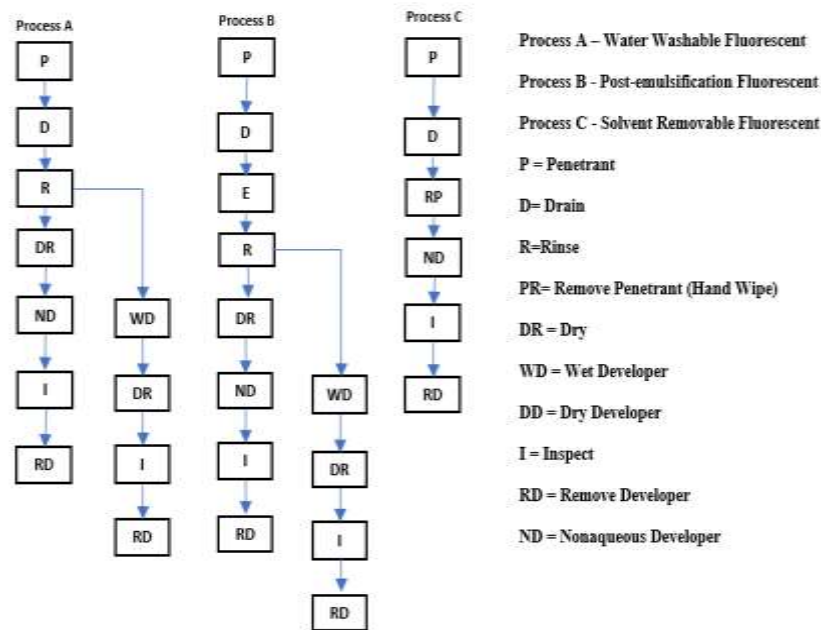 Process A
P
D
R
DR
ND
I
RD
WD
DR
I
RD
Process B
P
D
E
R
DR
ND
I
RD
WD
DR
I
RD
Process C
P
D
RP
ND
I
RD
Process A – Water Washable Fluorescent
Process B - Post-emulsification Fluorescent
Process C - Solvent Removable Fluorescent
P = Penetrant
D= Drain
R=Rinse
PR= Remove Penetrant (Hand Wipe)
DR = Dry
WD = Wet Developer
DD = Dry Developer
I = Inspect
RD = Remove Developer
ND = Nonaqueous Developer